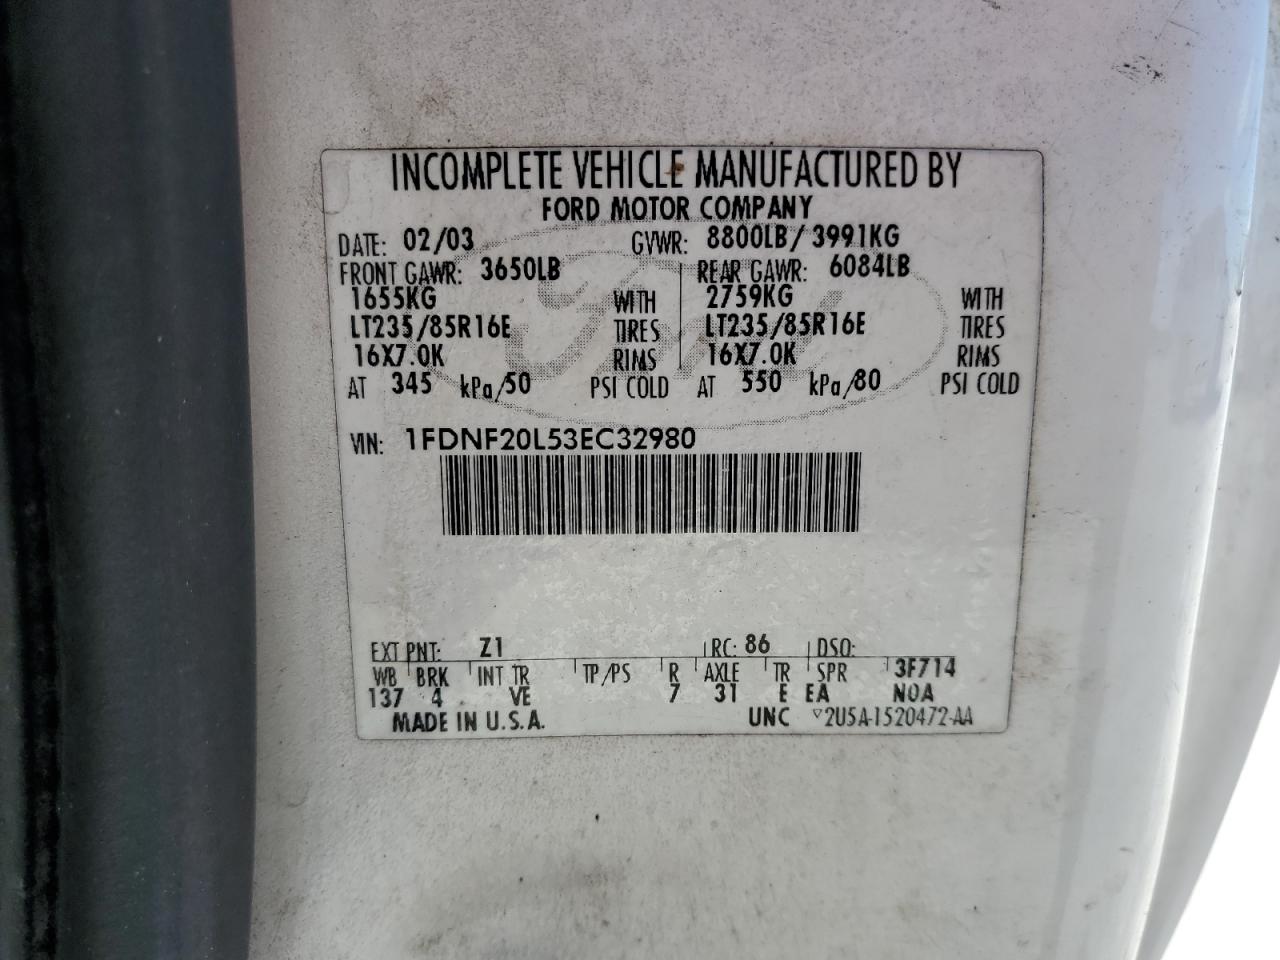 INCOMPLETE VEHICLE MANUFACTURED BY
FORD MOTOR COMPANY
DATE: 02/03 GVWR: 8800LB/3991KG
FRONT GAWR: 3650LB REAR GAWR: 6084LB
1655KG WITH 2759KG WITH
LT235/85R16E TIRES LT235/85R16E TIRES
16X7.0K RIMS 16X7.0K RIMS
AT 345 kPa/50 PSI COLD AT 550 kPa/80 PSI COLD
VIN: 1FDNF20L53EC32980
EXT PNT: Z1 RC: 86 DSO:
WB BRK INT TR TP/PS R AXLE TR SPR 3F714
137 4 VE 7 31 E EA N0A
MADE IN U.S.A. UNC ▽2U5A-1520472-AA
Ford